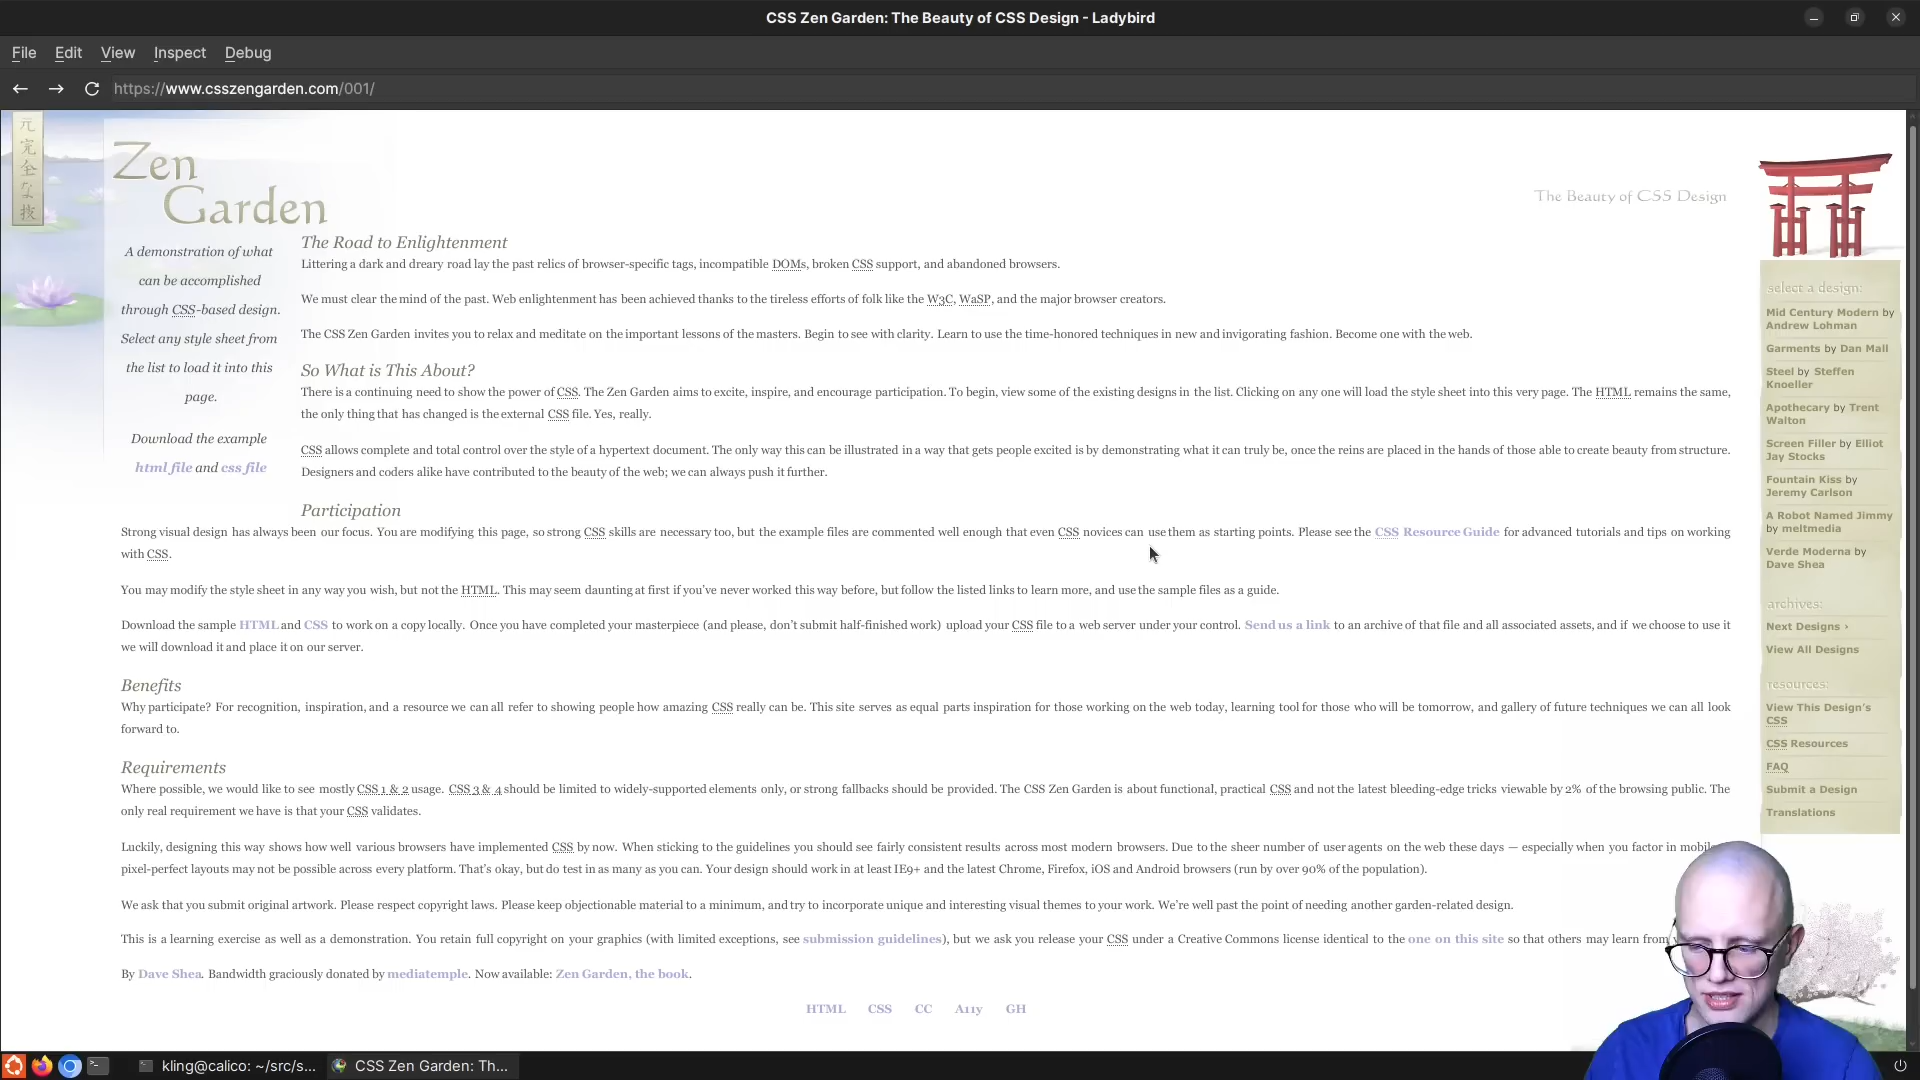 CSS Zen Garden: The Beauty of CSS Design - Ladybird
File Edit View Inspect Debug
https://www.csszengarden.com/001/
元
完
全
な
技
Zen
Garden
The Beauty of CSS Design
A demonstration of what
can be accomplished
through CSS-based design.
Select any style sheet from
the list to load it into this
page.
Download the example
html file and css file
The Road to Enlightenment
Littering a dark and dreary road lay the past relics of browser-specific tags, incompatible DOMs, broken CSS support, and abandoned browsers.
We must clear the mind of the past. Web enlightenment has been achieved thanks to the tireless efforts of folk like the W3C, WaSP, and the major browser creators.
The CSS Zen Garden invites you to relax and meditate on the important lessons of the masters. Begin to see with clarity. Learn to use the time-honored techniques in new and invigorating fashion. Become one with the web.
So What is This About?
There is a continuing need to show the power of CSS. The Zen Garden aims to excite, inspire, and encourage participation. To begin, view some of the existing designs in the list. Clicking on any one will load the style sheet into this very page. The HTML remains the same,
the only thing that has changed is the external CSS file. Yes, really.
CSS allows complete and total control over the style of a hypertext document. The only way this can be illustrated in a way that gets people excited is by demonstrating what it can truly be, once the reins are placed in the hands of those able to create beauty from structure.
Designers and coders alike have contributed to the beauty of the web; we can always push it further.
Participation
Strong visual design has always been our focus. You are modifying this page, so strong CSS skills are necessary too, but the example files are commented well enough that even CSS novices can use them as starting points. Please see the CSS Resource Guide for advanced tutorials and tips on working
with CSS.
You may modify the style sheet in any way you wish, but not the HTML. This may seem daunting at first if you’ve never worked this way before, but follow the listed links to learn more, and use the sample files as a guide.
Download the sample HTML and CSS to work on a copy locally. Once you have completed your masterpiece (and please, don’t submit half-finished work) upload your CSS file to a web server under your control. Send us a link to an archive of that file and all associated assets, and if we choose to use it
we will download it and place it on our server.
Benefits
Why participate? For recognition, inspiration, and a resource we can all refer to showing people how amazing CSS really can be. This site serves as equal parts inspiration for those working on the web today, learning tool for those who will be tomorrow, and gallery of future techniques we can all look
forward to.
Requirements
Where possible, we would like to see mostly CSS 1 & 2 usage. CSS 3 & 4 should be limited to widely-supported elements only, or strong fallbacks should be provided. The CSS Zen Garden is about functional, practical CSS and not the latest bleeding-edge tricks viewable by 2% of the browsing public. The
only real requirement we have is that your CSS validates.
Luckily, designing this way shows how well various browsers have implemented CSS by now. When sticking to the guidelines you should see fairly consistent results across most modern browsers. Due to the sheer number of user agents on the web these days — especially when you factor in
pixel-perfect layouts may not be possible across every platform. That’s okay, but do test in as many as you can. Your design should work in at least IE9+ and the latest Chrome, Firefox, iOS and Android browsers (run by over 90% of the population).
We ask that you submit original artwork. Please respect copyright laws. Please keep objectionable material to a minimum, and try to incorporate unique and interesting visual themes to your work. We’re well past the point of needing another garden-related design.
This is a learning exercise as well as a demonstration. You retain full copyright on your graphics (with limited exceptions, see submission guidelines), but we ask you release your CSS under a Creative Commons license identical to the one on this site so that others may learn from
By Dave Shea. Bandwidth graciously donated by mediatemple. Now available: Zen Garden, the book.
HTML CSS CC A11y GH
select a design:
Mid Century Modern by
Andrew Lohman
Garments by Dan Mall
Steel by Steffen
Knoeller
Apothecary by Trent
Walton
Screen Filler by Elliot
Jay Stocks
Fountain Kiss by
Jeremy Carlson
A Robot Named Jimmy
by meltmedia
Verde Moderna by
Dave Shea
archives:
Next Designs ›
View All Designs
resources:
View This Design’s
CSS
CSS Resources
FAQ
Submit a Design
Translations
kling@calico: ~/src/s... CSS Zen Garden: Th...